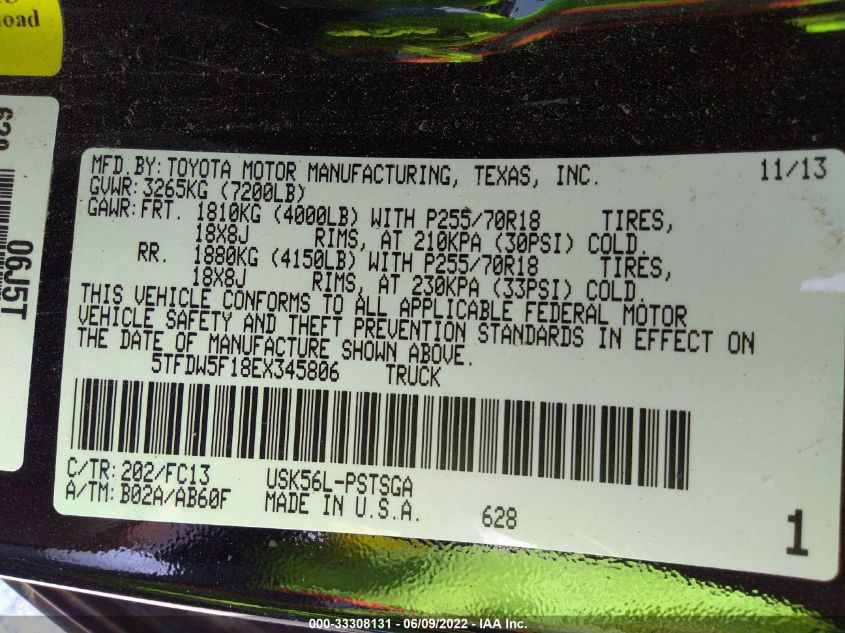 oad
06J5T
MFD.BY: TOYOTA MOTOR MANUFACTURING, TEXAS, INC. 11/13
GVWR: 3265KG (7200LB)
GAWR: FRT. 1810KG (4000LB) WITH P255/70R18 TIRES,
18X8J RIMS, AT 210KPA (30PSI) COLD.
RR. 1880KG (4150LB) WITH P255/70R18 TIRES,
18X8J RIMS, AT 230KPA (33PSI) COLD.
THIS VEHICLE CONFORMS TO ALL APPLICABLE FEDERAL MOTOR
VEHICLE SAFETY AND THEFT PREVENTION STANDARDS IN EFFECT ON
THE DATE OF MANUFACTURE SHOWN ABOVE.
5TFDW5F18EX345806 TRUCK
C/TR: 202/FC13 USK56L-PSTSGA
A/TM: B02A/AB60F MADE IN U.S.A. 628 1
000-33308131 - 06/09/2022 - IAA Inc.